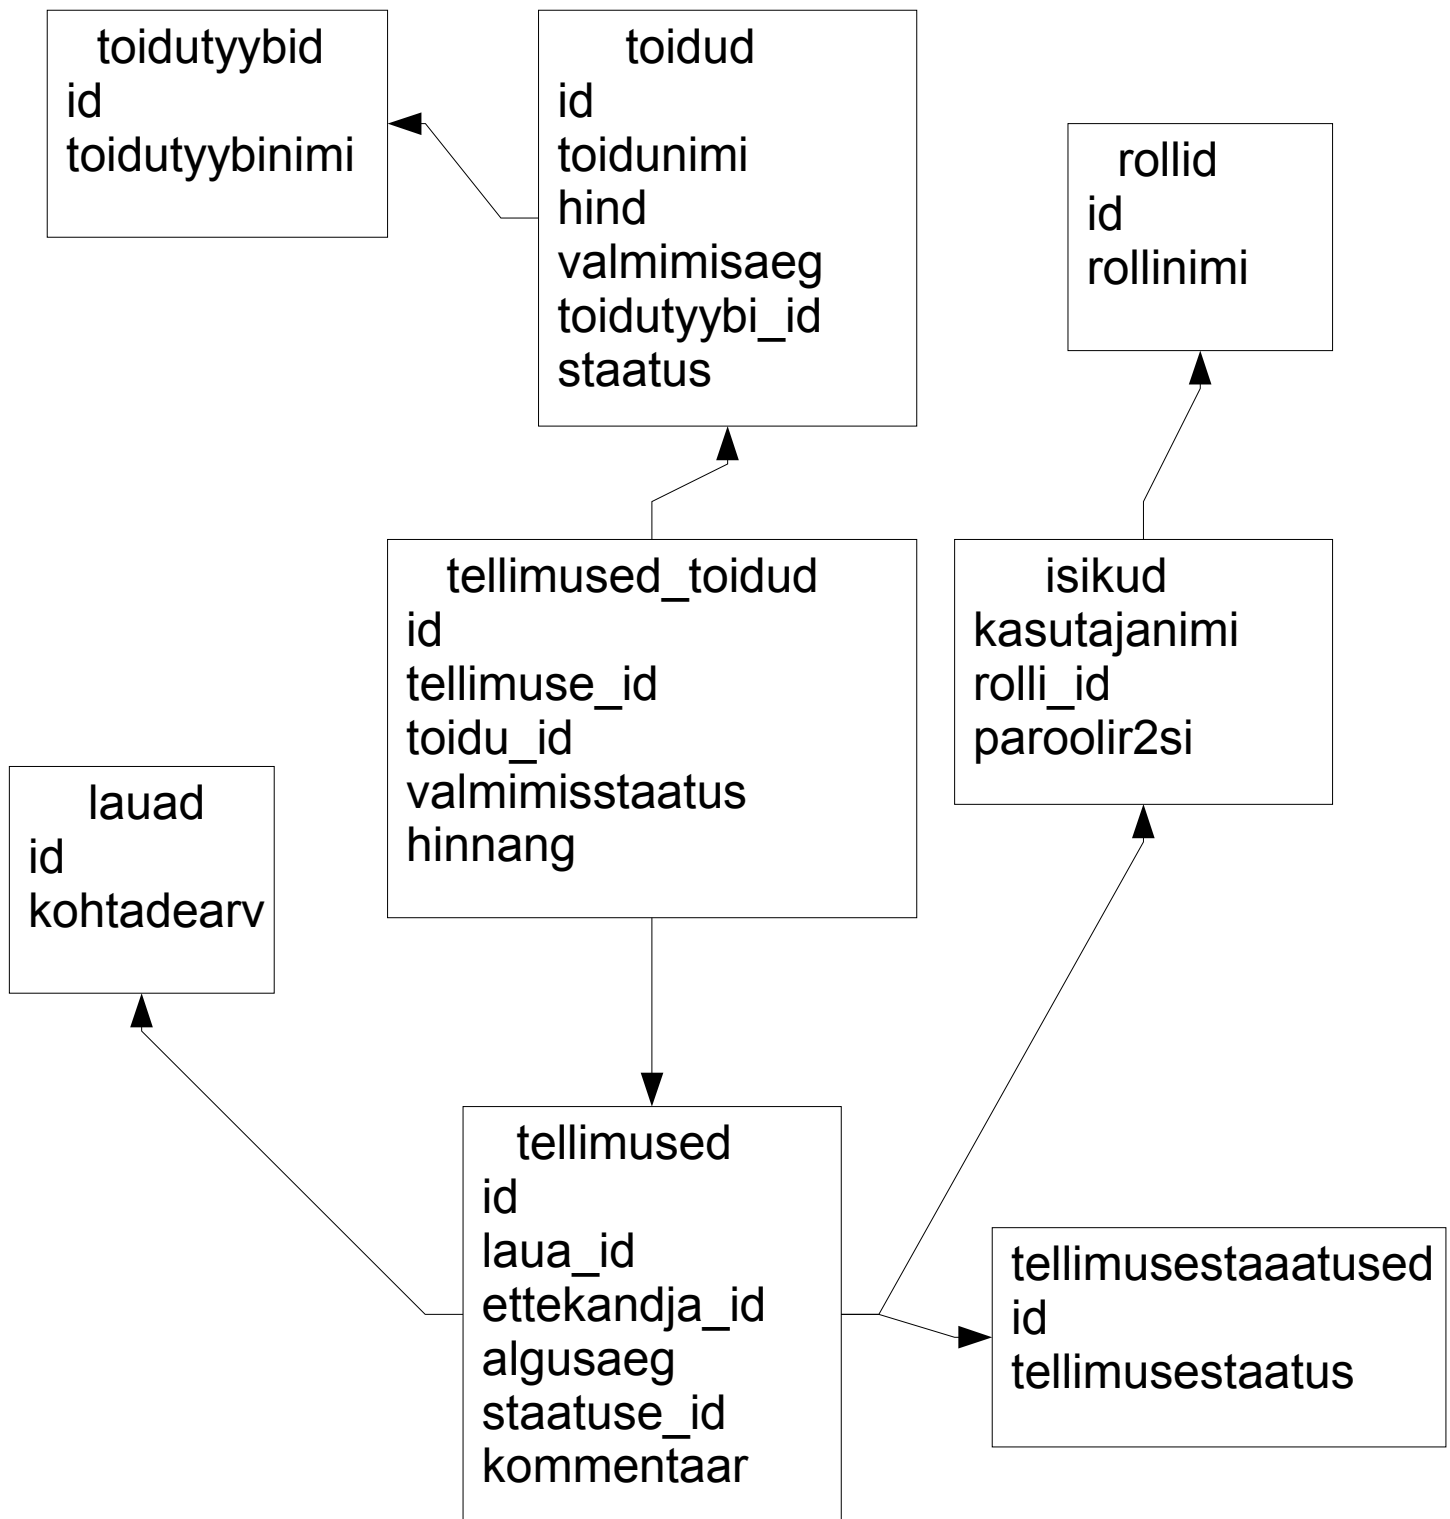 toidutyybid
id
toidutyybinimi
toidud
id
toidunimi
hind
valmimisaeg
toidutyybi_id
staatus
rollid
id
rollinimi
tellimused_toidud
id
tellimuse_id
toidu_id
valmimisstaatus
hinnang
isikud
kasutajanimi
rolli_id
paroolir2si
lauad
id
kohtadearv
tellimused
id
laua_id
ettekandja_id
algusaeg
staatuse_id
kommentaar
tellimusestaaatused
id
tellimusestaatus